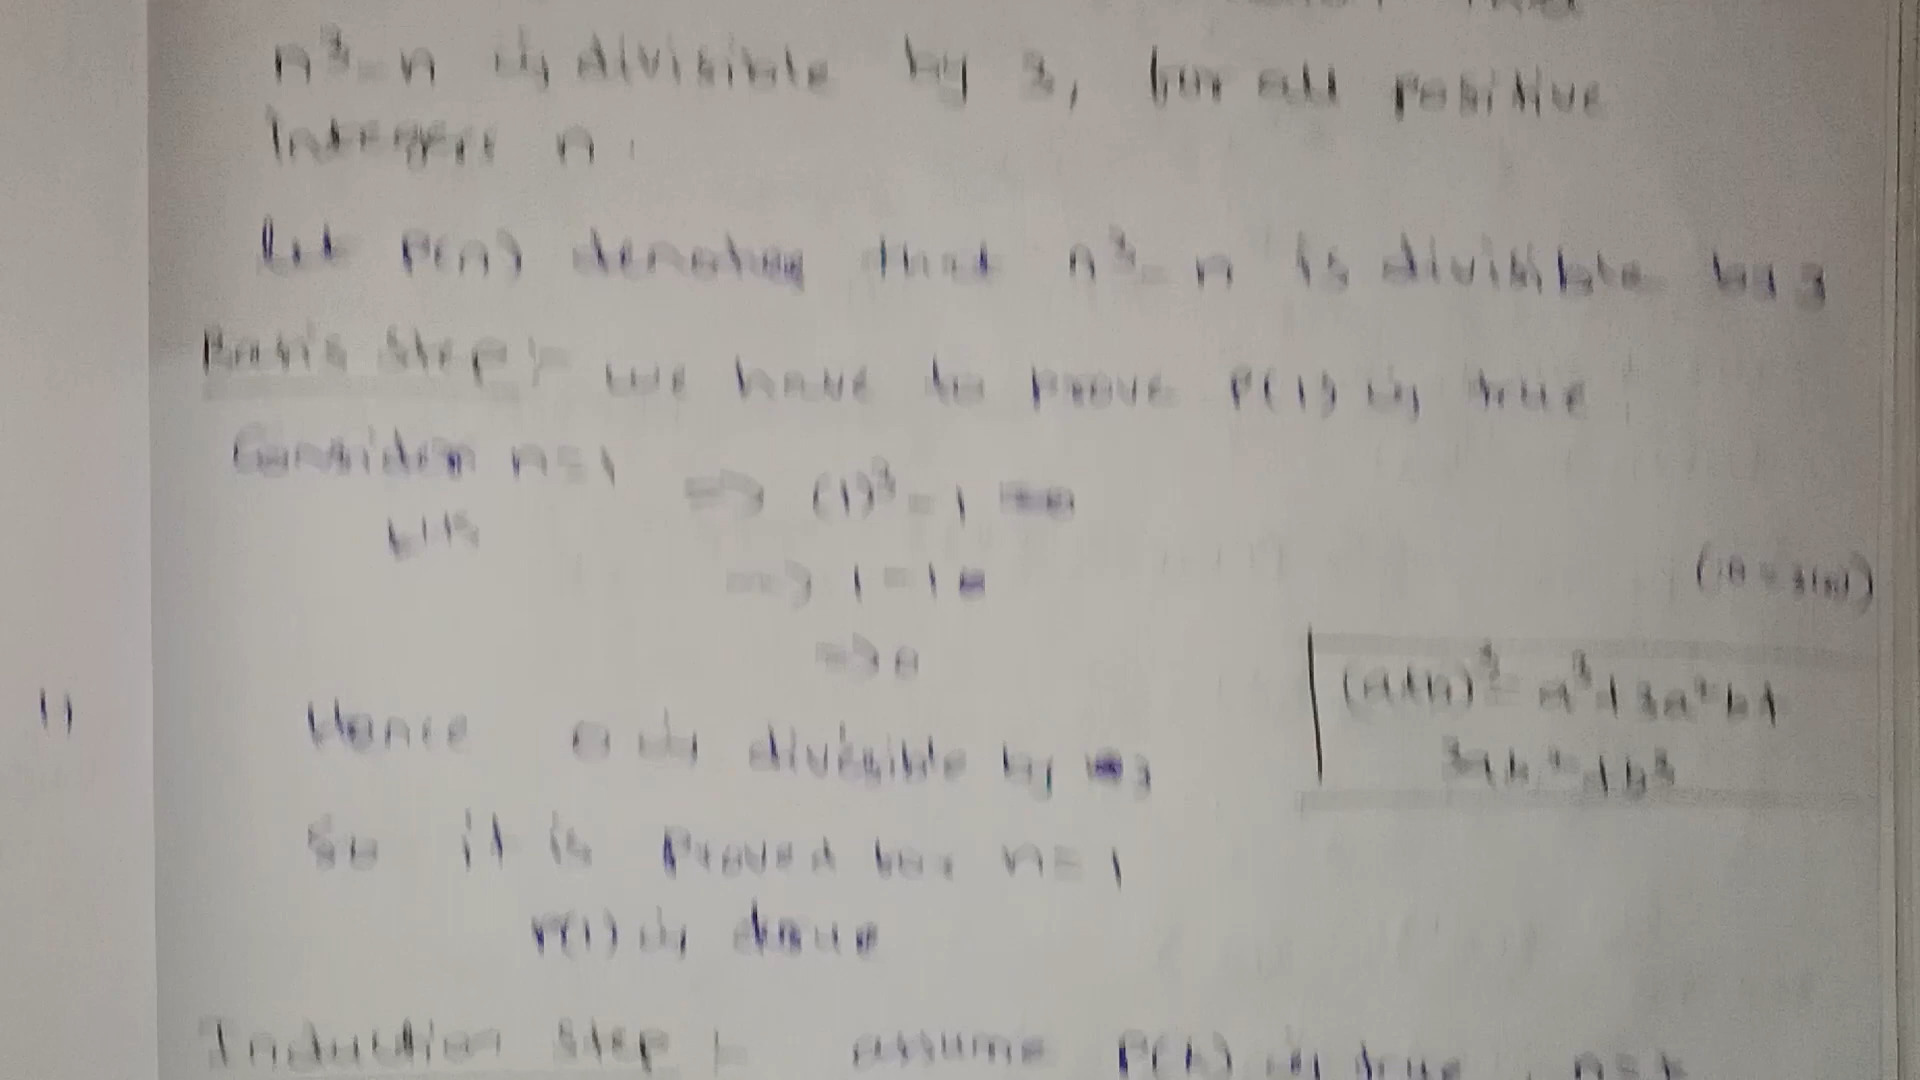 n³-n is divisible by 3, for all positive
integers n.
Let P(n) denotes that n³-n is divisible by 3
Basis Step :- we have to prove P(1) is true
Consider n=1 ⇒ (1)³-1
LHS
⇒ 1-1
⇒ 0
(a+b)³= a³+3a²b+
3ab²+b³
1)
Hence 0 is divisible by 3
So it is proved for n=1
P(1) is true
Induction Step :- assume P(k) is true, n=k